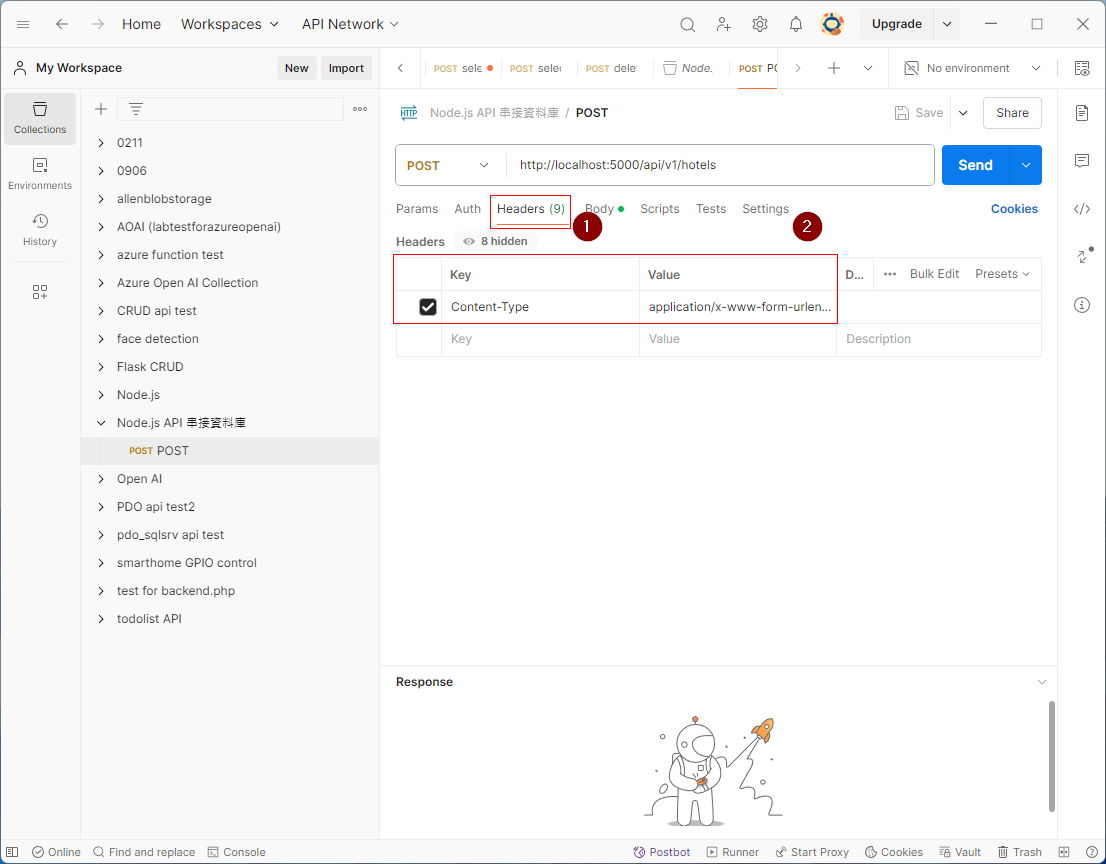 Home Workspaces API Network Upgrade
My Workspace New Import POST sele POST selec POST dele Node. POST PO No environment
Collections
Environments
History
0211
0906
allenblobstorage
AOAI (labtestforazureopenai)
azure function test
Azure Open AI Collection
CRUD api test
face detection
Flask CRUD
Node.js
Node.js API 串接資料庫
POST POST
Open AI
PDO api test2
pdo_sqlsrv api test
smarthome GPIO control
test for backend.php
todolist API
HTTP Node.js API 串接資料庫 / POST Save Share
POST http://localhost:5000/api/v1/hotels Send
Params Auth Headers (9) Body Scripts Tests Settings Cookies
1 2
Headers 8 hidden
Key Value D... Bulk Edit Presets
Content-Type application/x-www-form-urlen...
Key Value Description
Response
Online Find and replace Console Postbot Runner Start Proxy Cookies Vault Trash